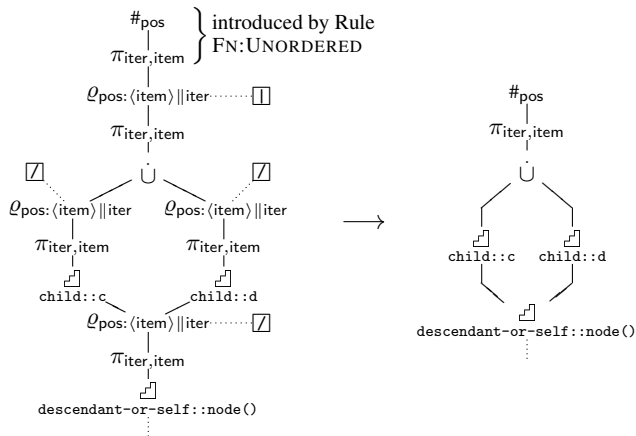 #pos
introduced by Rule
πiter,item
FN:UNORDERED
ϱpos:⟨item⟩∥iter
|
πiter,item
/
∪̇
/
ϱpos:⟨item⟩∥iter
ϱpos:⟨item⟩∥iter
πiter,item
πiter,item
child::c
child::d
ϱpos:⟨item⟩∥iter
/
πiter,item
descendant-or-self::node()
→
#pos
πiter,item
∪̇
child::c
child::d
descendant-or-self::node()